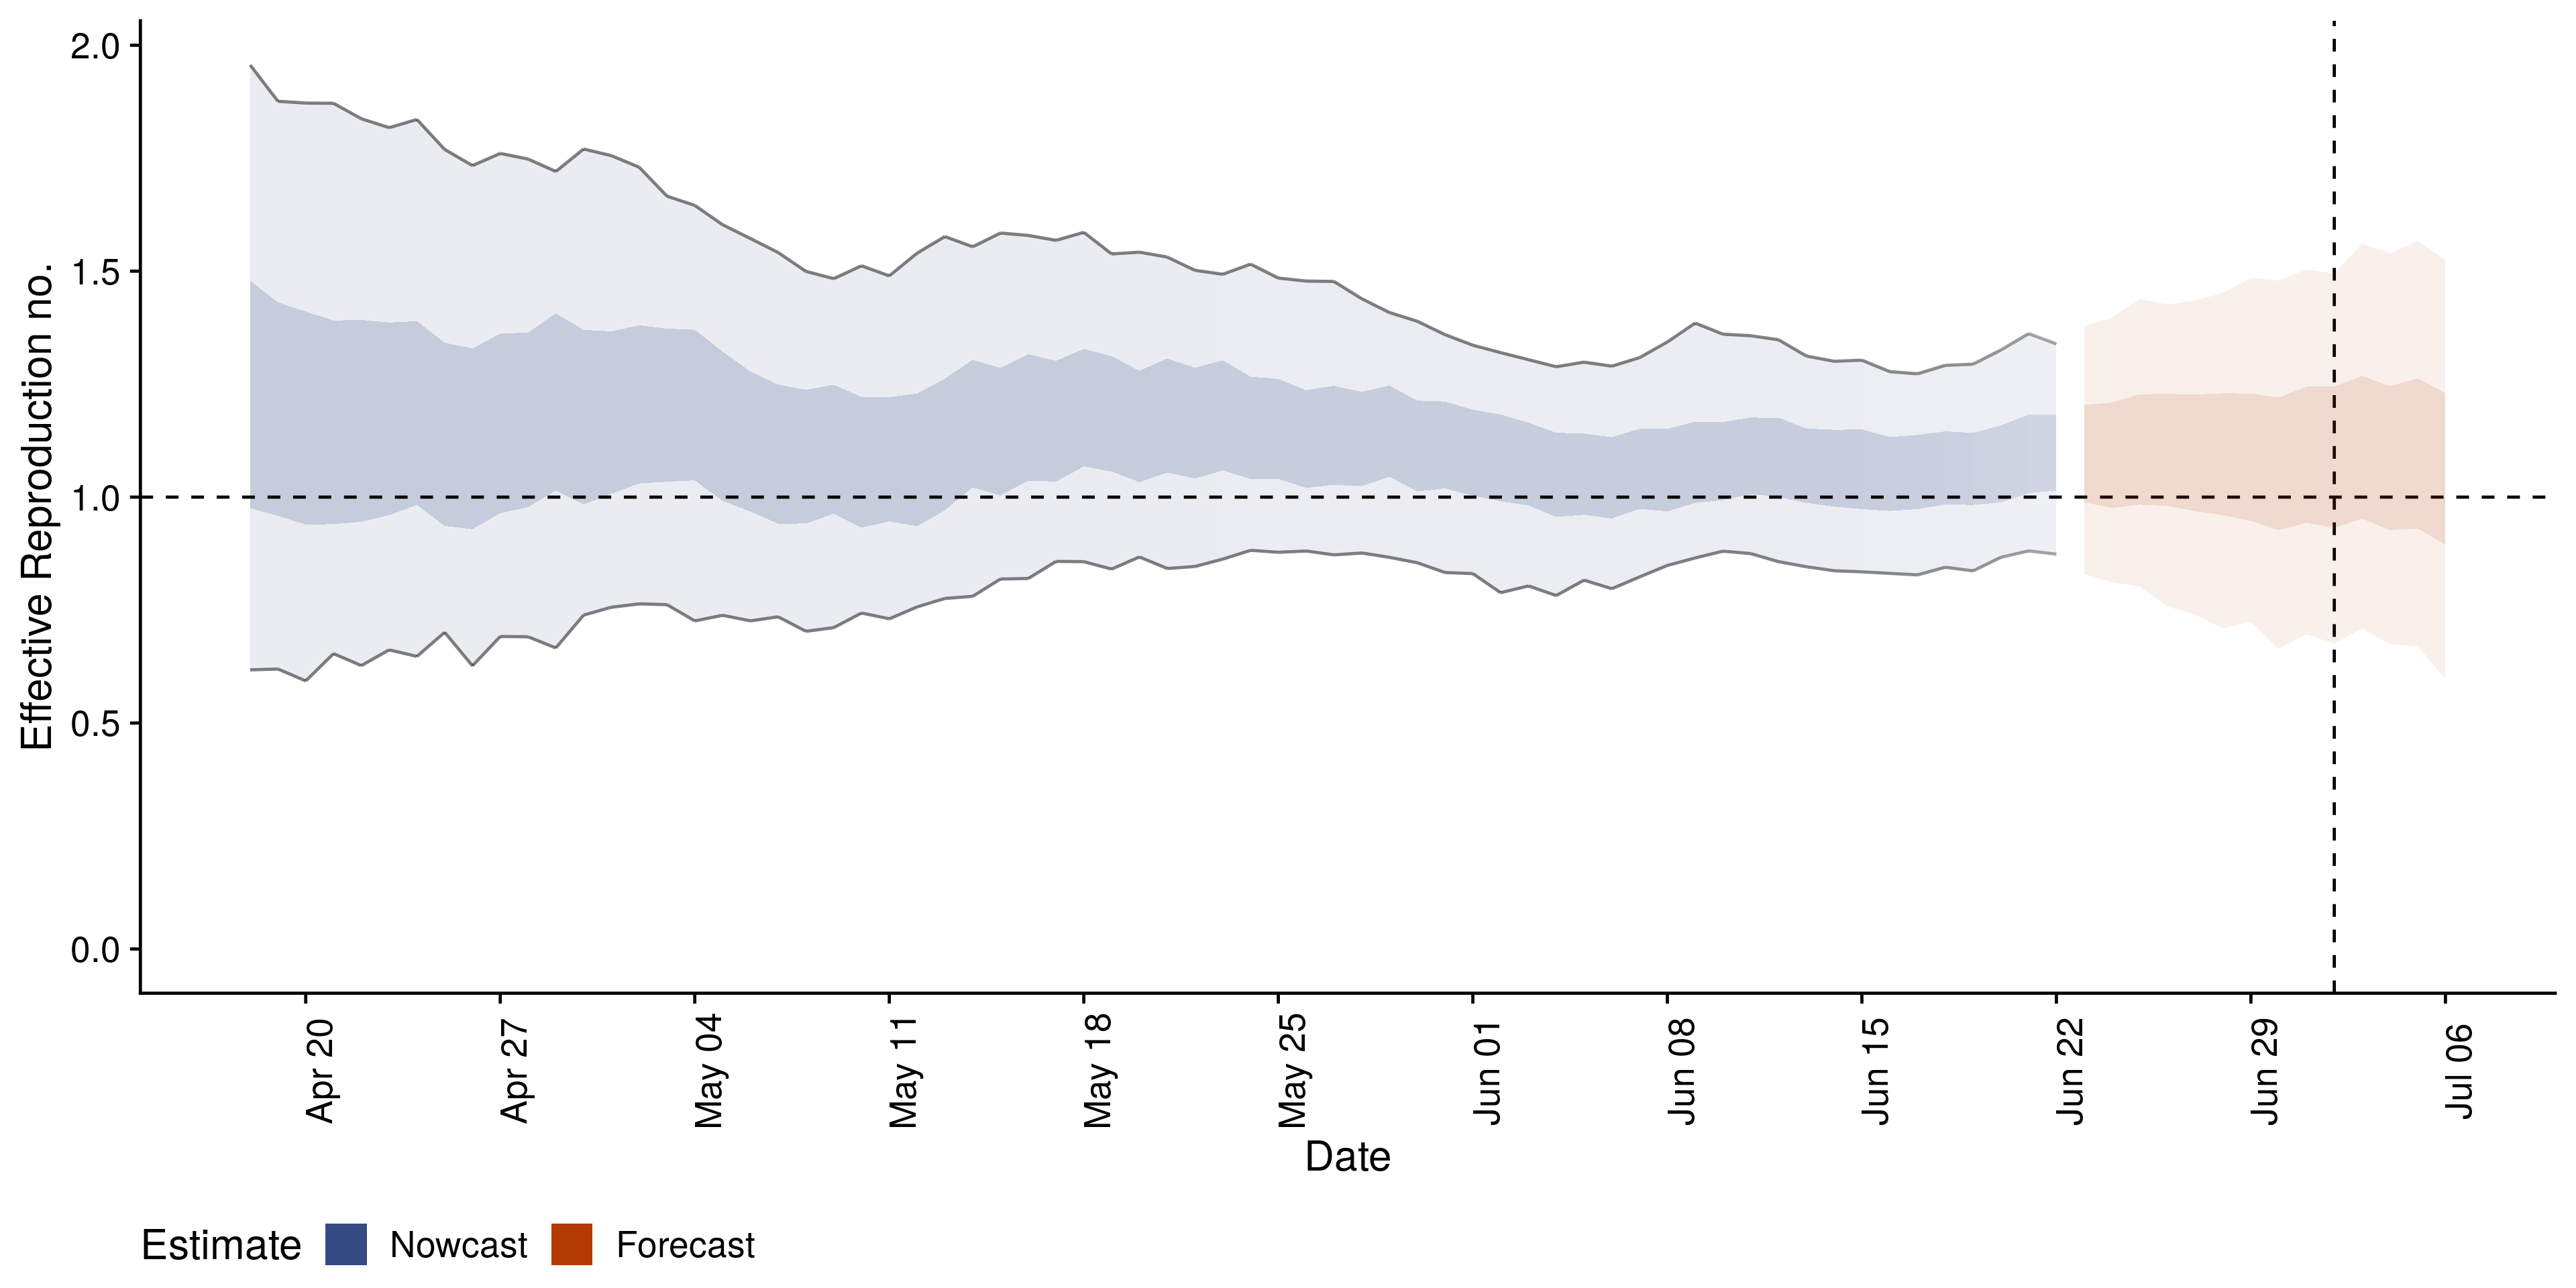 2.0
1.5
1.0
0.5
0.0
Effective Reproduction no.
Apr 20
Apr 27
May 04
May 11
May 18
May 25
Jun 01
Jun 08
Jun 15
Jun 22
Jun 29
Jul 06
Date
Estimate Nowcast Forecast